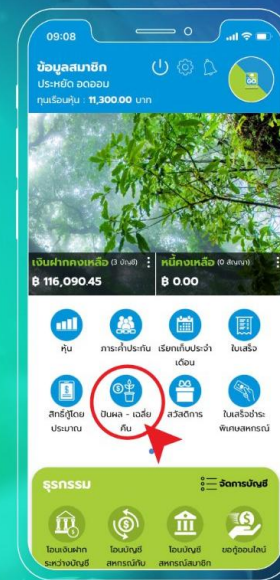 09:08
ข้อมูลสมาชิก
ประหยัด อดออม
ทุนเรือนหุ้น : 11,300.00 บาท
GO
เงินฝากคงเหลือ (3 บัญชี)
หนี้คงเหลือ (0 สัญญา)
฿ 116,090.45
฿ 0.00
หุ้น
ภาระค้ำประกัน
เรียกเก็บประจำเดือน
ใบเสร็จ
สิทธิ์กู้โดยประมาณ
ปันผล - เฉลี่ยคืน
สวัสดิการ
ใบเสร็จชำระพิเศษสหกรณ์
ธุรกรรม
จัดการบัญชี
โอนเงินฝากระหว่างบัญชี
โอนบัญชีสหกรณ์กับ
โอนบัญชีสหกรณ์สมาชิก
ขอกู้ออนไลน์